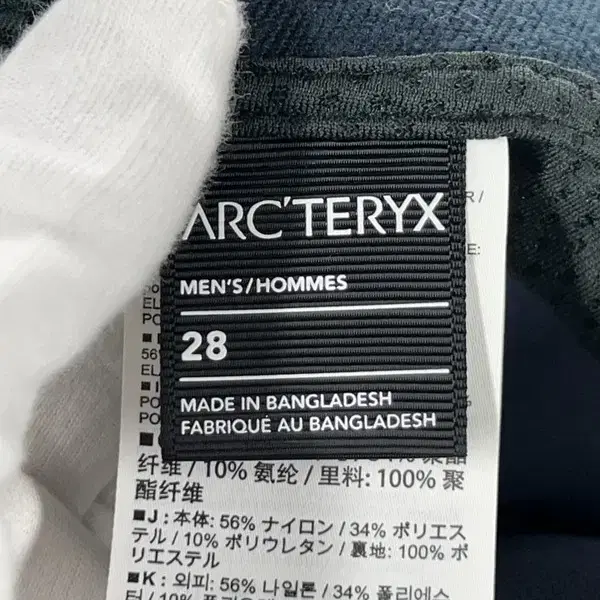 ARC'TERYX
MEN'S/HOMMES
28
MADE IN BANGLADESH
FABRIQUÉ AU BANGLADESH
纤维/10% 氨纶/里料: 100% 聚
酯纤维
■J: 本体: 56% ナイロン/34% ポリエス
テル/10% ポリウレタン/裏地: 100% ポ
リエステル
■K: 외피: 56% 나일론/34% 폴리에스